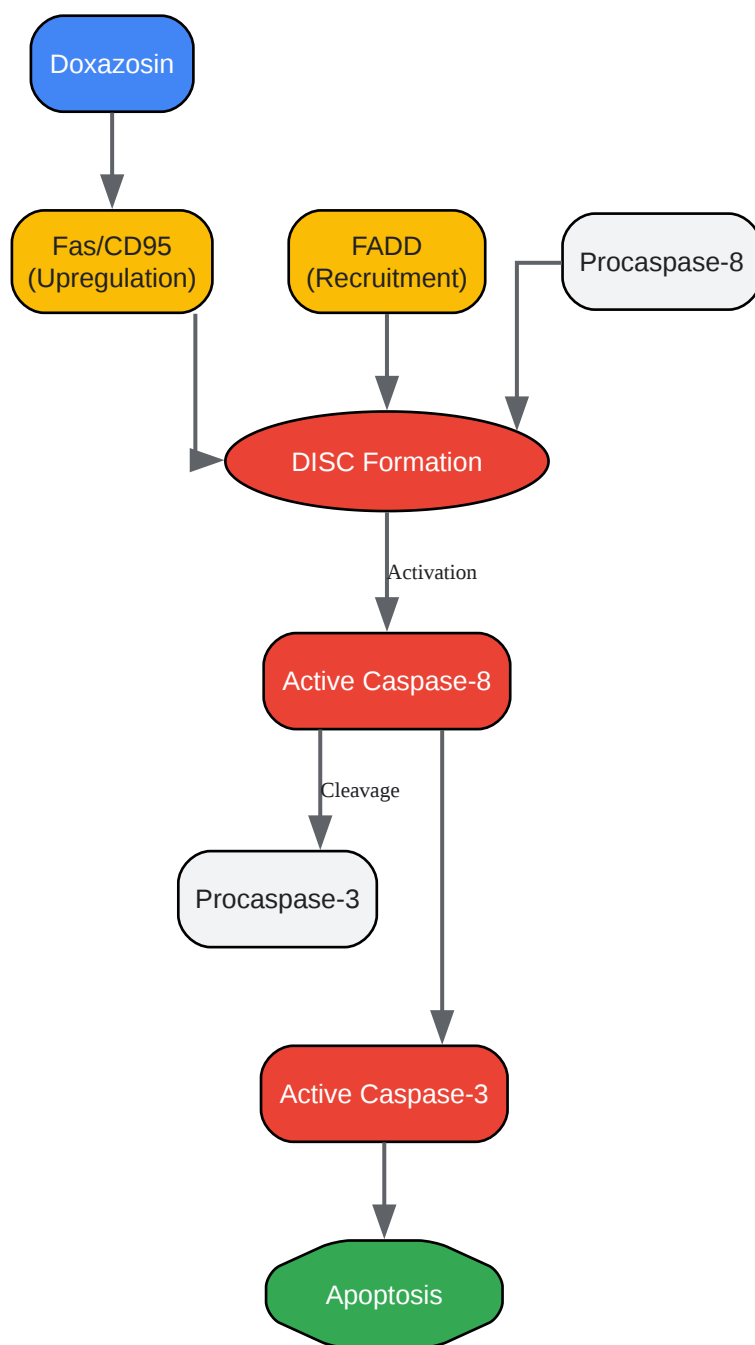 Doxazosin
Fas/CD95
(Upregulation)
FADD
(Recruitment)
Procaspase-8
DISC Formation
Activation
Active Caspase-8
Cleavage
Procaspase-3
Active Caspase-3
Apoptosis